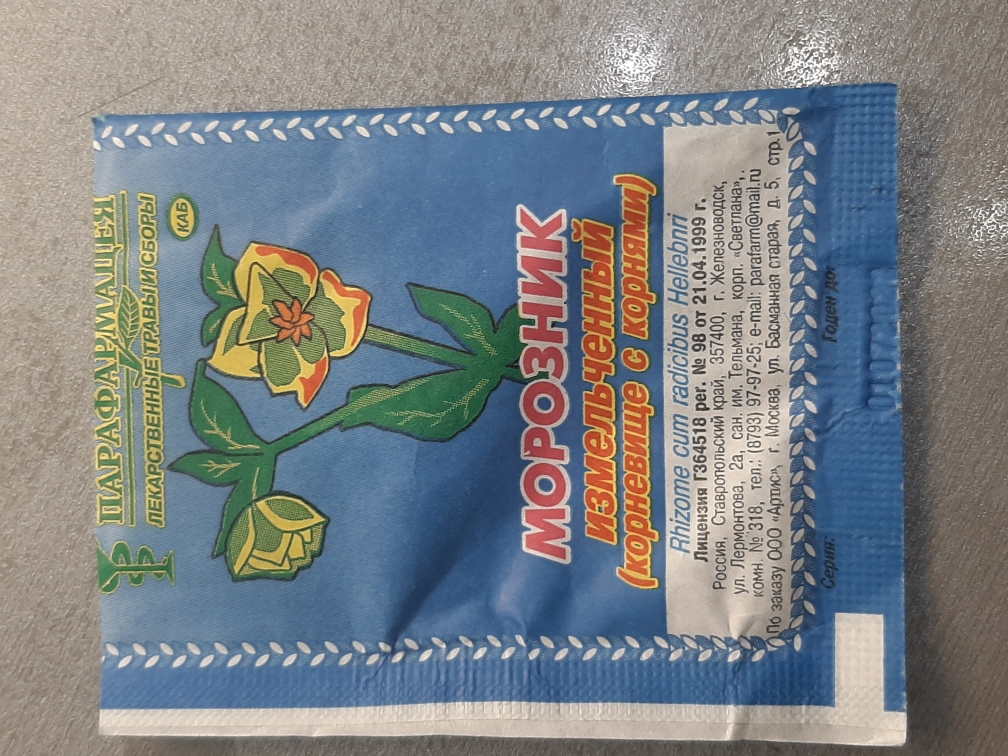 ПАРАФАРМАЦЕЯ
ЛЕКАРСТВЕННЫЕ ТРАВЫ И СБОРЫ
КАБ
МОРОЗНИК
ИЗМЕЛЬЧЕННЫЙ
(корневище с корнями)
Rhizome cum radicibus Hellebnri
Лицензия Г364518 рег. № 98 от 21.04.1999 г.
Россия, Ставропольский край, 357400, г. Железноводск,
ул. Лермонтова, 2а, сан. им. Тельмана, корп. «Светлана»,
комн. № 318, тел.: (8793) 97-97-25; e-mail: parafarm@mail.ru
По заказу ООО «Артис», г. Москва, ул. Басманная старая, д. 5, стр.1
Серия: Годен до: